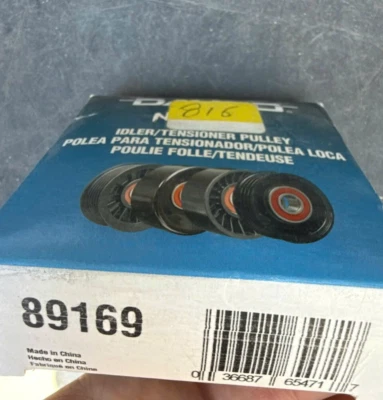 816
IDLER/TENSIONER PULLEY
POLEA PARA TENSIONADOR/POLEA LOCA
POULIE FOLLE/TENDEUSE
89169
Made in China
Hecho en China
Fabriqué en Chine
0 36687 65471 7